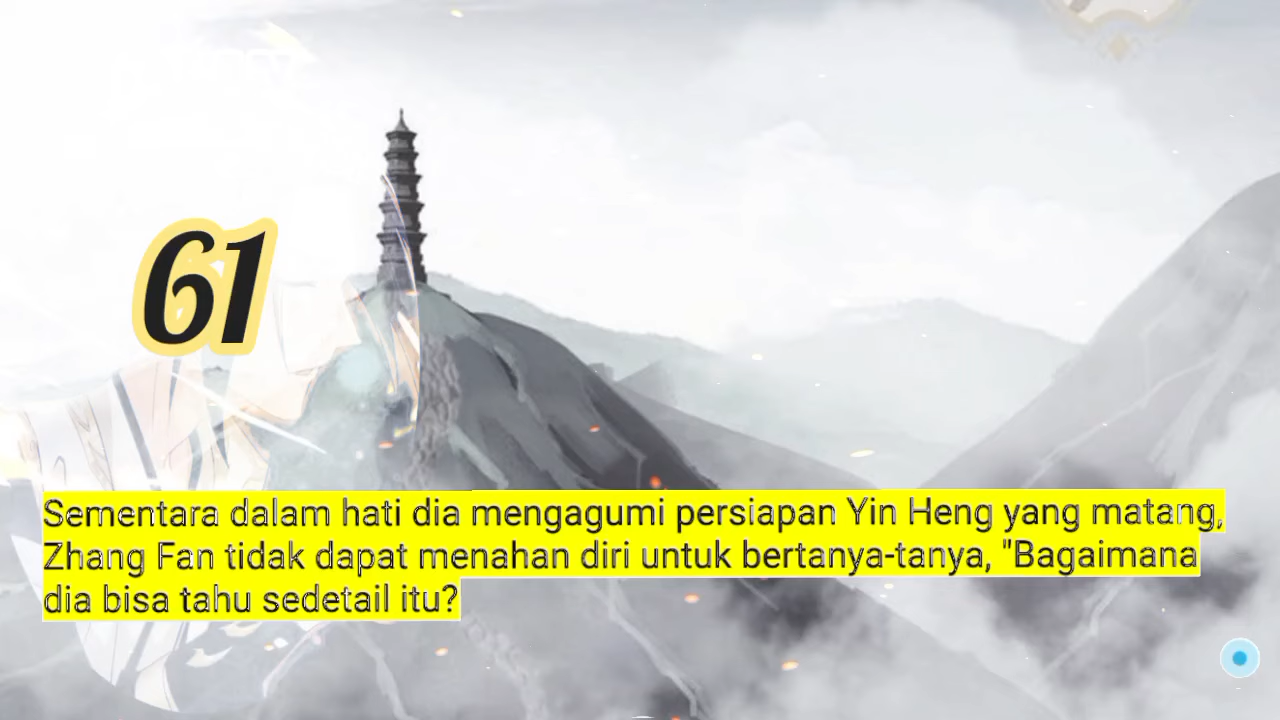 61
Sementara dalam hati dia mengagumi persiapan Yin Heng yang matang,
Zhang Fan tidak dapat menahan diri untuk bertanya-tanya, "Bagaimana
dia bisa tahu sedetail itu?